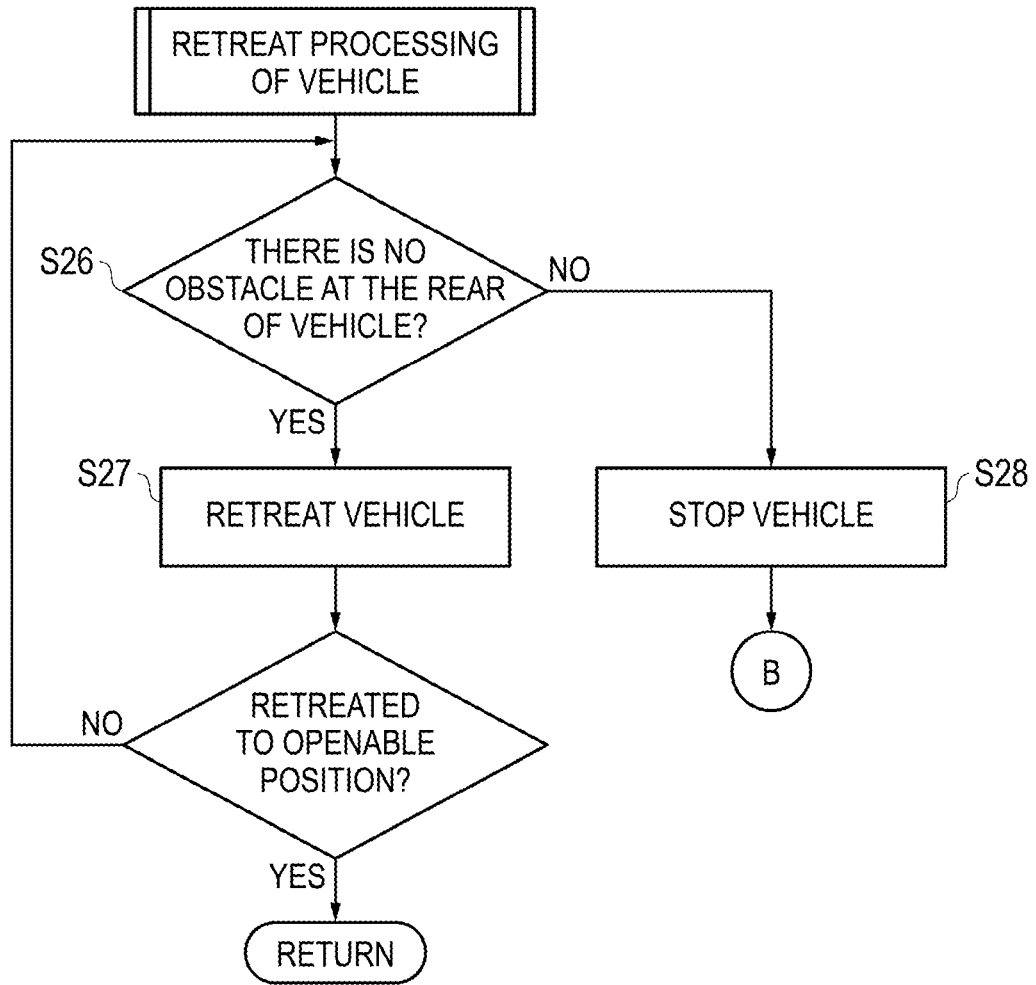 RETREAT PROCESSING
OF VEHICLE
S26
THERE IS NO
OBSTACLE AT THE REAR
OF VEHICLE?
NO
YES
S27
RETREAT VEHICLE
STOP VEHICLE
S28
B
RETREATED
TO OPENABLE
POSITION?
NO
YES
RETURN